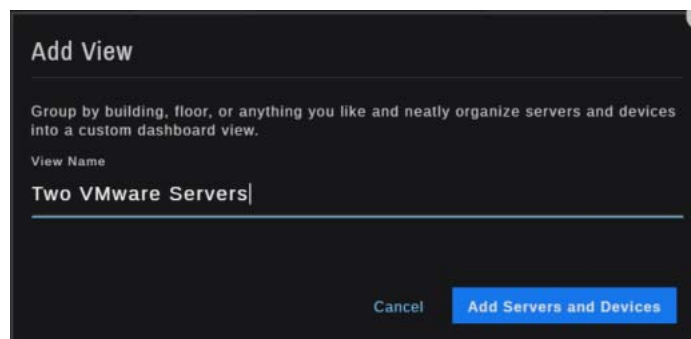 Add View
Group by building, floor, or anything you like and neatly organize servers and devices
into a custom dashboard view.
View Name
Two VMware Servers
Cancel
Add Servers and Devices